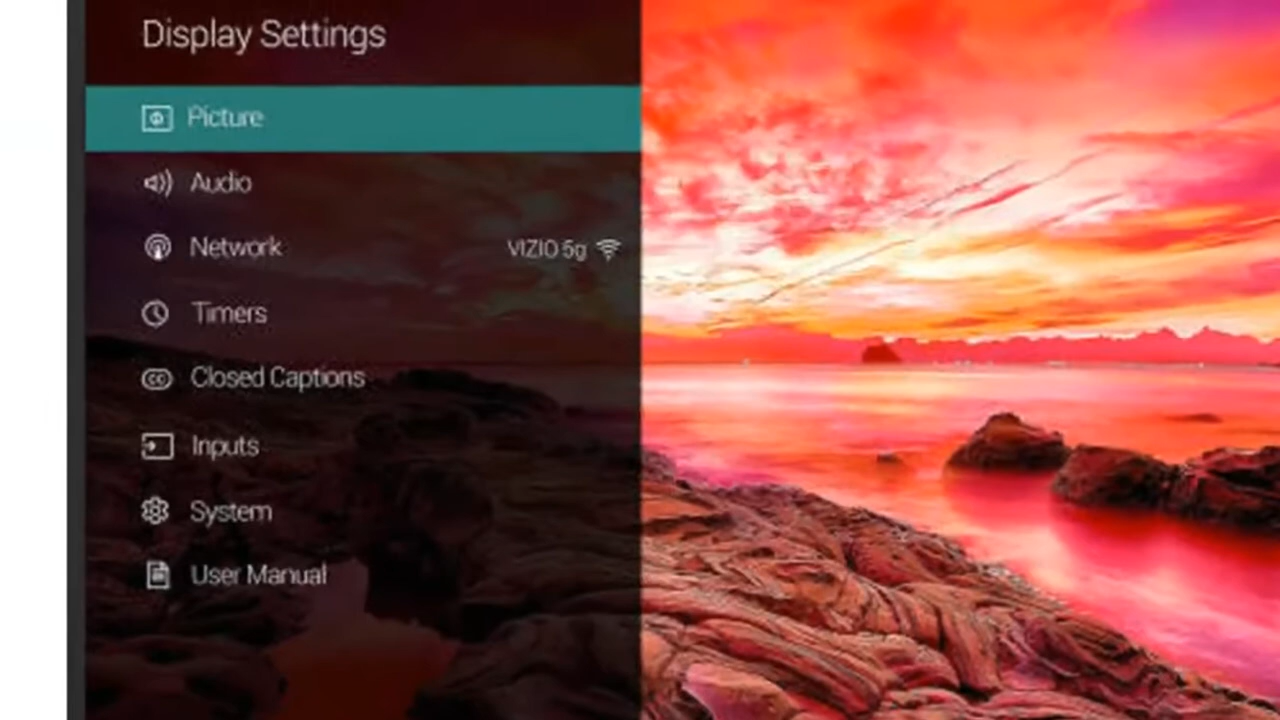 Display Settings
Picture
Audio
Network VIZIO 5g
Timers
Closed Captions
Inputs
System
User Manual